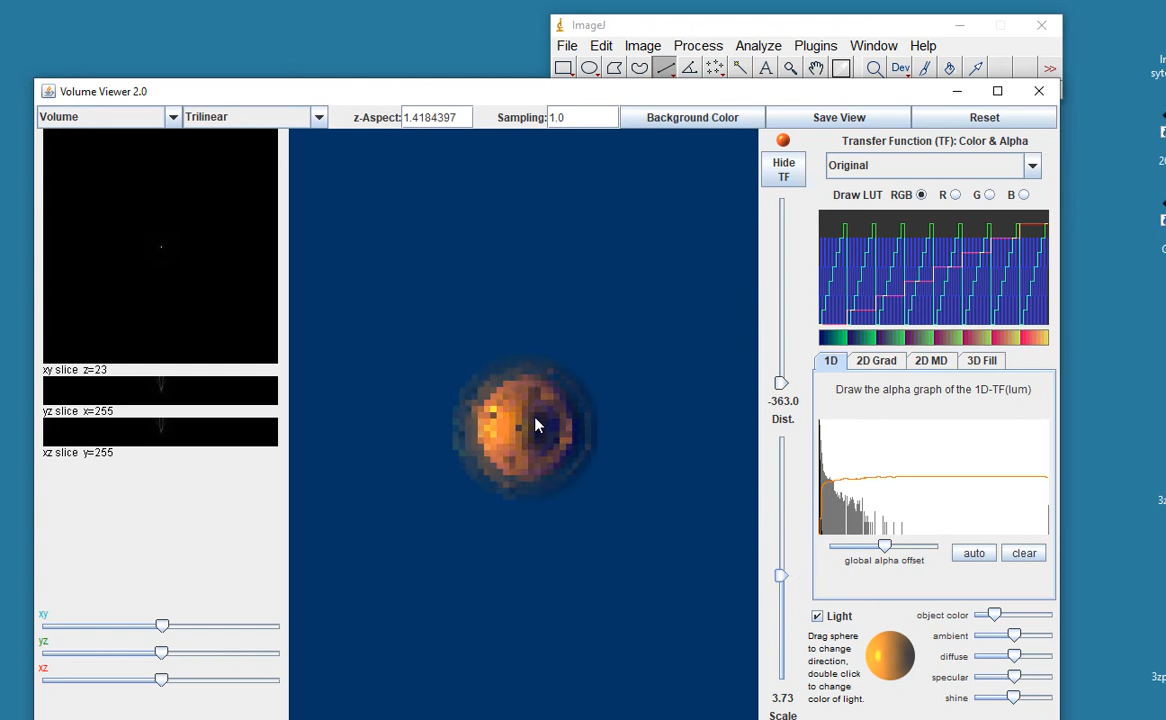 ImageJ
File Edit Image Process Analyze Plugins Window Help
A Dev >>
Volume Viewer 2.0
Volume Trilinear z-Aspect: 1.4184397 Sampling: 1.0 Background Color Save View Reset
Hide
TF
Transfer Function (TF): Color & Alpha
Original
Draw LUT RGB R G B
xy slice z=23
yz slice x=255
xz slice y=255
-363.0
Dist.
1D 2D Grad 2D MD 3D Fill
Draw the alpha graph of the 1D-TF(lum)
global alpha offset
auto clear
xy
yz
xz
3.73
Scale
Light
Drag sphere
to change
direction,
double click
to change
color of light.
object color
ambient
diffuse
specular
shine